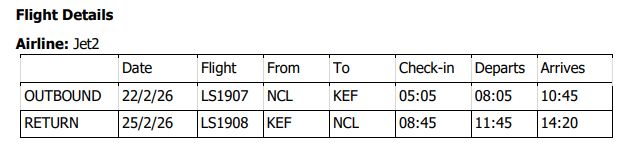 Flight Details
Airline: Jet2
Date Flight From To Check-in Departs Arrives
OUTBOUND 22/2/26 LS1907 NCL KEF 05:05 08:05 10:45
RETURN 25/2/26 LS1908 KEF NCL 08:45 11:45 14:20